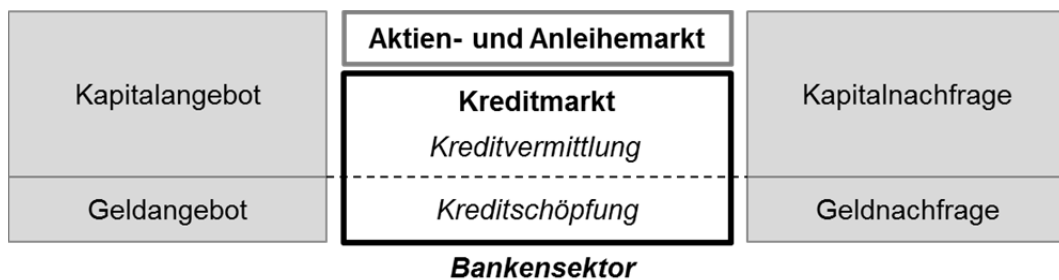 Aktien- und Anleihemarkt
Kapitalangebot
Kreditmarkt
Kapitalnachfrage
Kreditvermittlung
Geldangebot
Kreditschöpfung
Geldnachfrage
Bankensektor